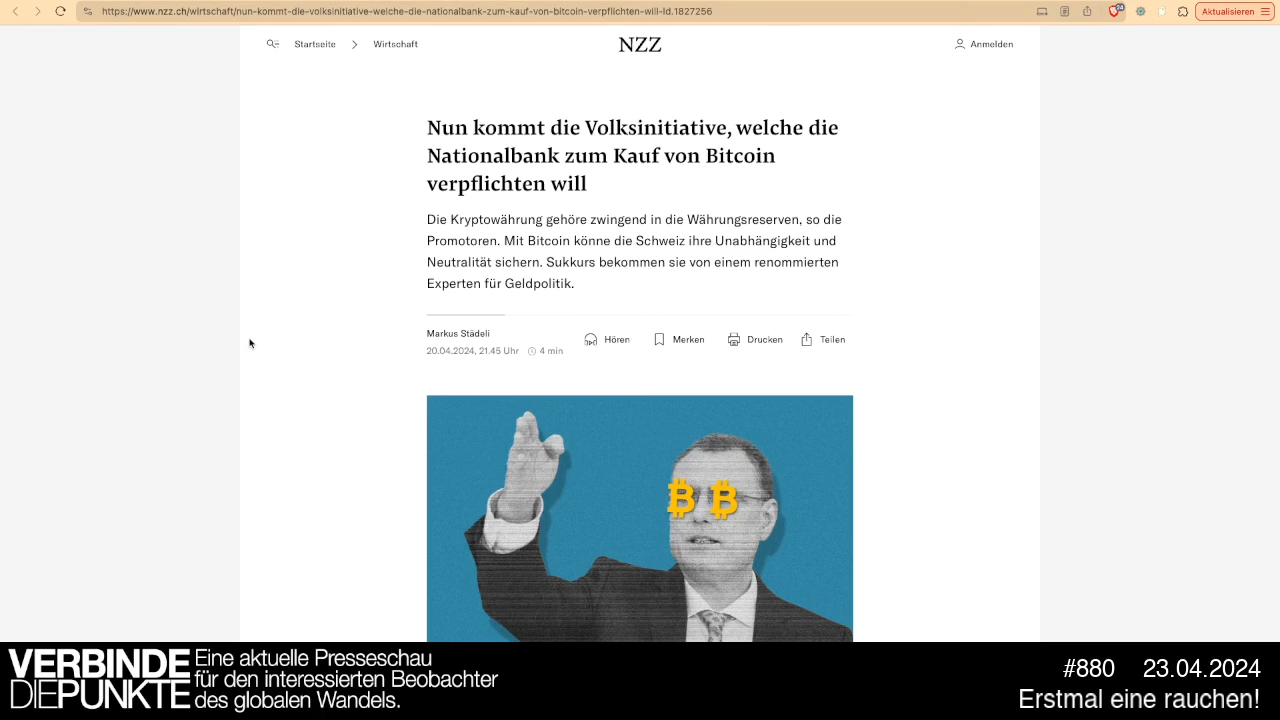 https://www.nzz.ch/wirtschaft/nun-kommt-die-volksinitiative-welche-die-nationalbank-zum-kauf-von-bitcoin-verpflichten-will-ld.1827256
24
Aktualisieren
Startseite
Wirtschaft
NZZ
Anmelden
Nun kommt die Volksinitiative, welche die
Nationalbank zum Kauf von Bitcoin
verpflichten will
Die Kryptowährung gehöre zwingend in die Währungsreserven, so die
Promotoren. Mit Bitcoin könne die Schweiz ihre Unabhängigkeit und
Neutralität sichern. Sukkurs bekommen sie von einem renommierten
Experten für Geldpolitik.
Markus Städeli
20.04.2024, 21.45 Uhr
4 min
Hören
Merken
Drucken
Teilen
₿ ₿
VERBINDE
DIEPUNKTE
Eine aktuelle Presseschau
für den interessierten Beobachter
des globalen Wandels.
#880 23.04.2024
Erstmal eine rauchen!